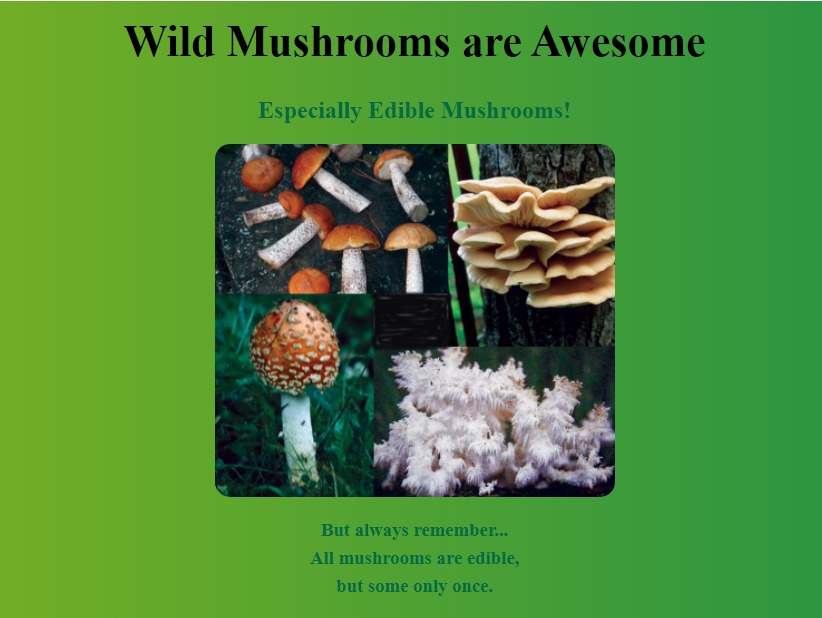 Wild Mushrooms are Awesome
Especially Edible Mushrooms!
But always remember...
All mushrooms are edible,
but some only once.